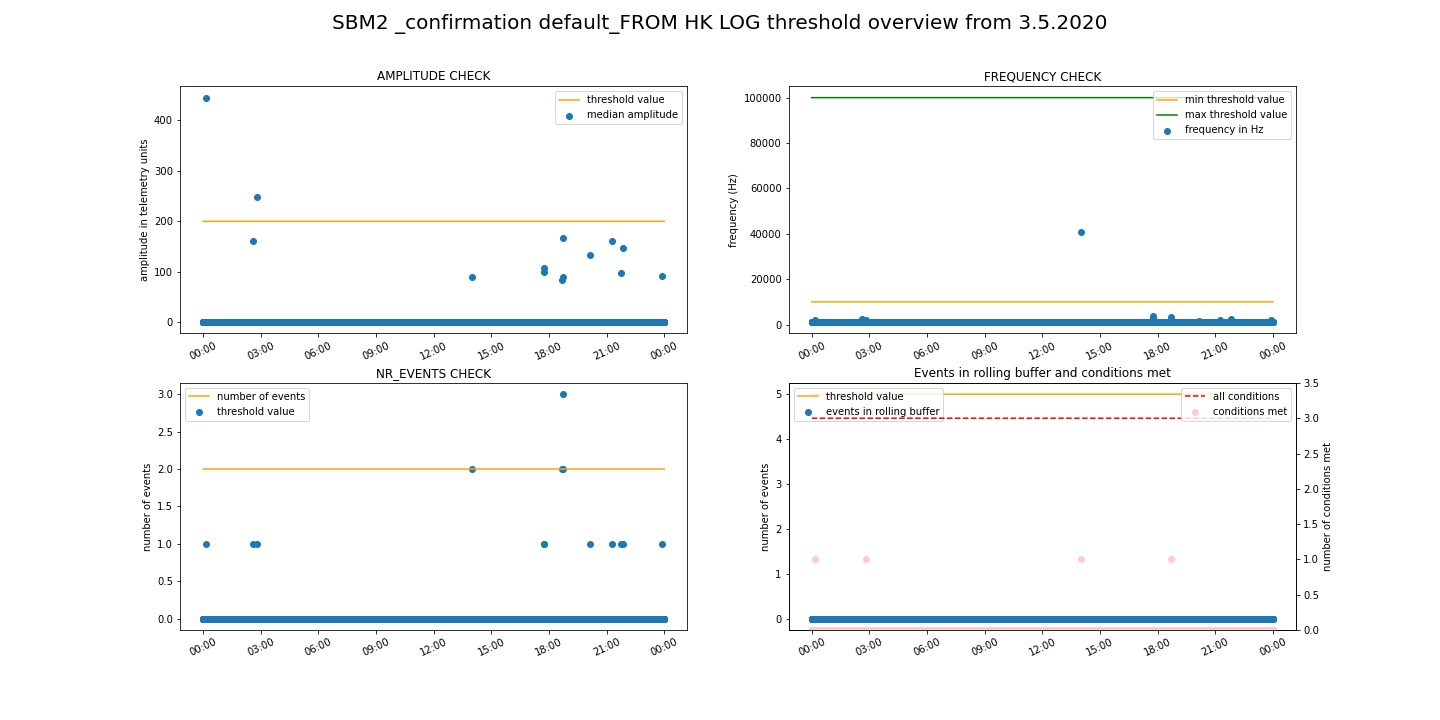 SBM2 _confirmation default_FROM HK LOG threshold overview from 3.5.2020
AMPLITUDE CHECK
threshold value
median amplitude
amplitude in telemetry units
400
300
200
100
0
00:00 03:00 06:00 09:00 12:00 15:00 18:00 21:00 00:00
FREQUENCY CHECK
min threshold value
max threshold value
frequency in Hz
frequency (Hz)
100000
80000
60000
40000
20000
0
00:00 03:00 06:00 09:00 12:00 15:00 18:00 21:00 00:00
NR_EVENTS CHECK
number of events
threshold value
number of events
3.0
2.5
2.0
1.5
1.0
0.5
0.0
00:00 03:00 06:00 09:00 12:00 15:00 18:00 21:00 00:00
Events in rolling buffer and conditions met
threshold value
events in rolling buffer
all conditions
conditions met
number of events
5
4
3
2
1
0
3.5
3.0
2.5
2.0
1.5
1.0
0.5
0.0
number of conditions met
00:00 03:00 06:00 09:00 12:00 15:00 18:00 21:00 00:00